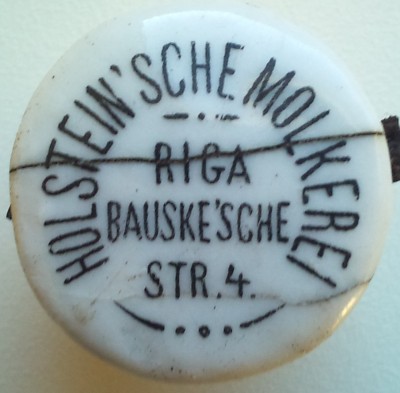 HOLSTEIN'SCHE MOLKEREI
RIGA
BAUSKE'SCHE
STR. 4.